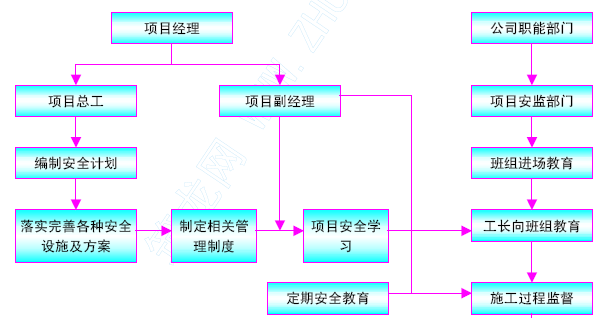 项目经理
公司职能部门
项目总工
项目副经理
项目安监部门
编制安全计划
班组进场教育
落实完善各种安全
设施及方案
制定相关管
理制度
项目安全学
习
工长向班组教育
定期安全教育
施工过程监督